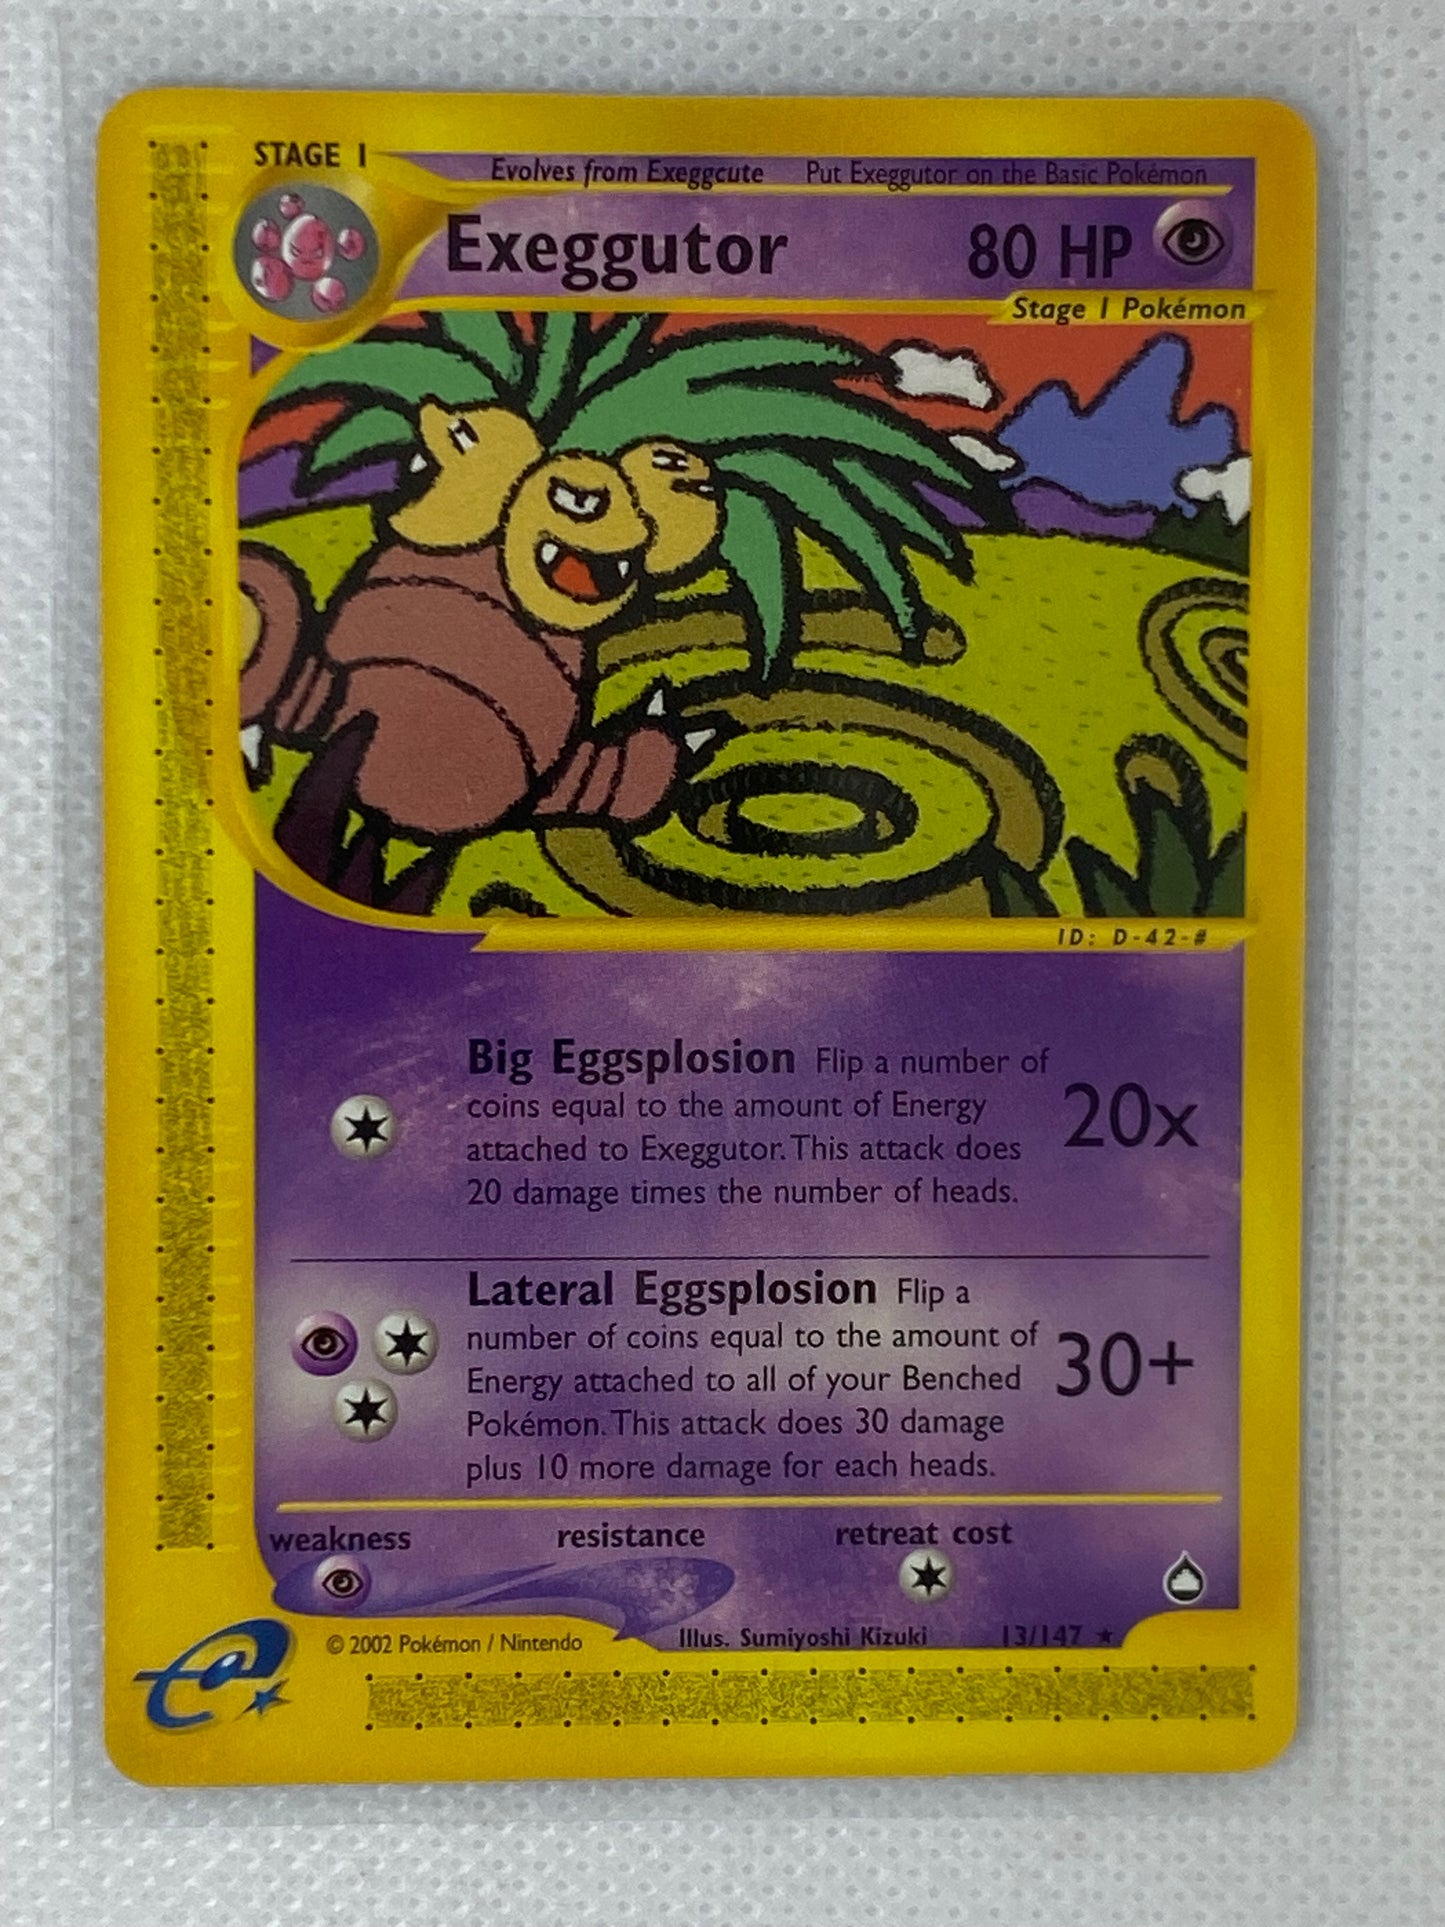 STAGE 1
Evolves from Exeggcute Put Exeggutor on the Basic Pokémon
Exeggutor 80 HP
Stage 1 Pokémon
ID: D-42-#
Big Eggsplosion Flip a number of
coins equal to the amount of Energy
attached to Exeggutor. This attack does
20 damage times the number of heads.
20x
Lateral Eggsplosion Flip a
number of coins equal to the amount of
Energy attached to all of your Benched
Pokémon. This attack does 30 damage
plus 10 more damage for each heads.
30+
weakness resistance retreat cost
© 2002 Pokémon / Nintendo Illus. Sumiyoshi Kizuki 13/147 ★
e